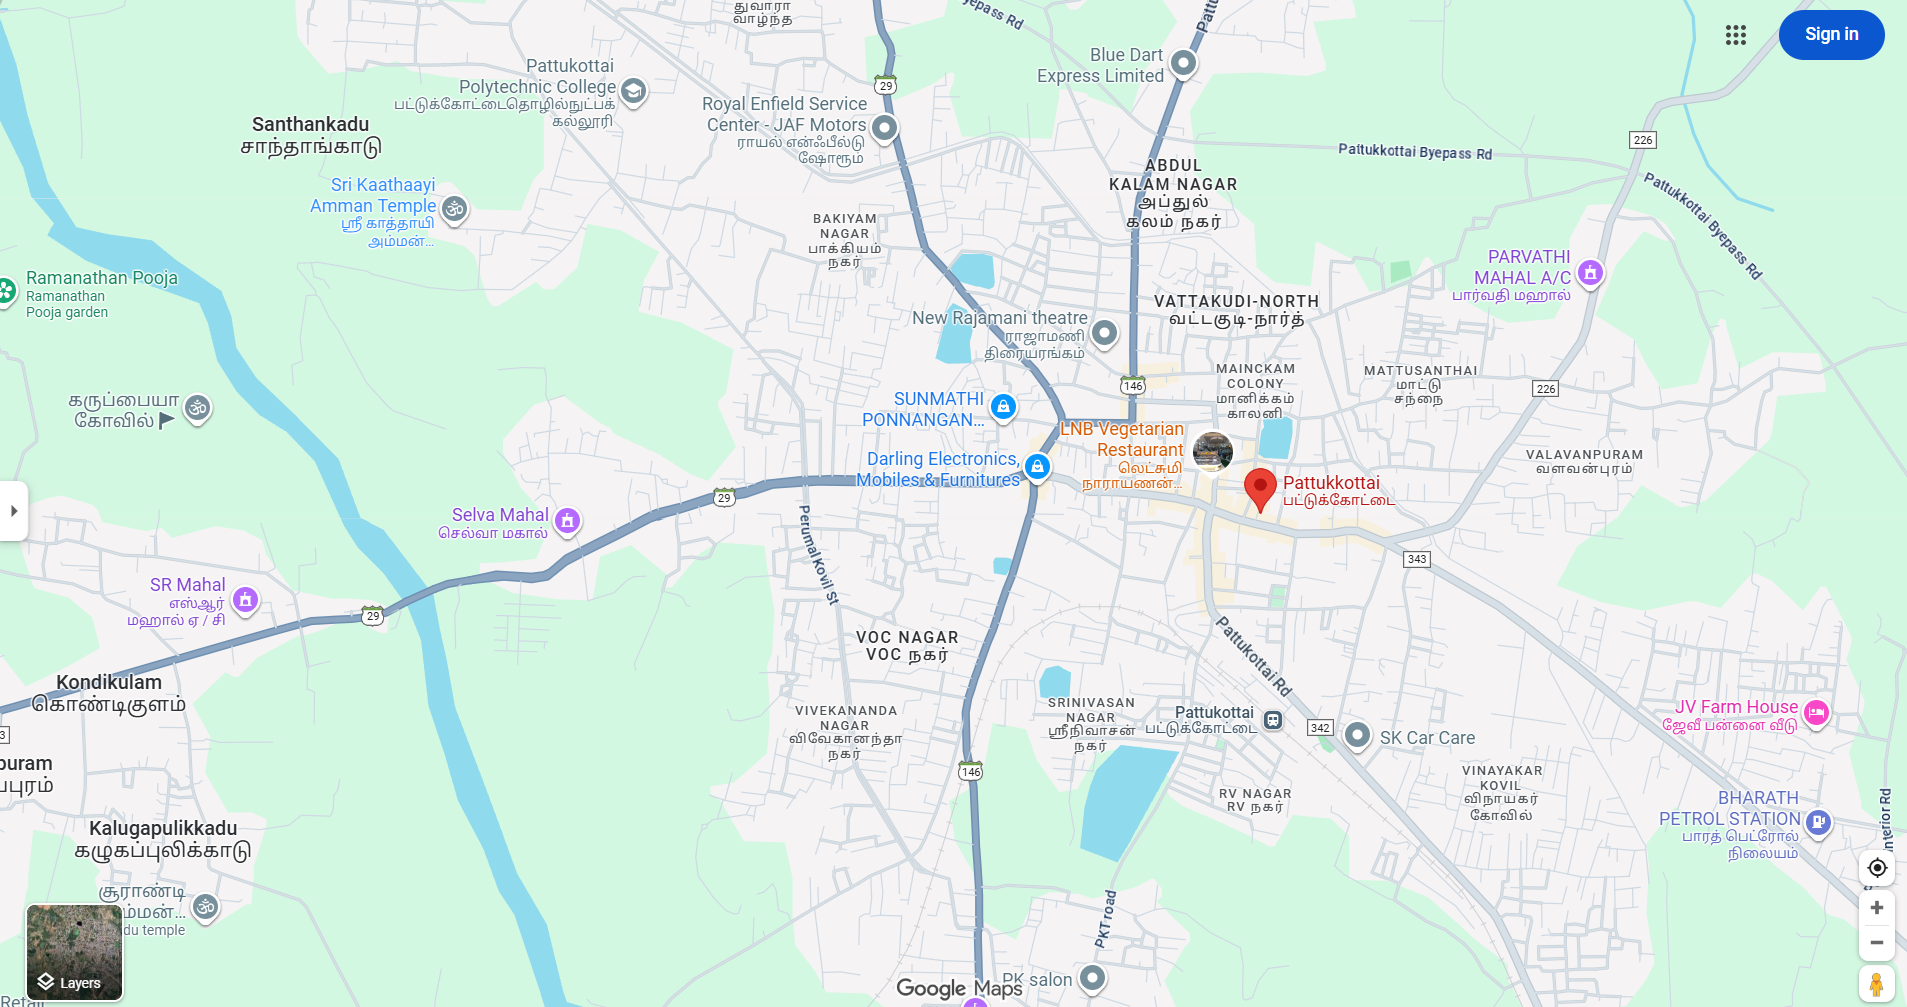 துவாரா
வாழ்ந்த
Byepass Rd
Pattukottai
Polytechnic College
பட்டுக்கோட்டைதொழில்நுட்பக்
கல்லூரி
29
Royal Enfield Service
Center - JAF Motors
ராயல் என்ஃபீல்டு
ஷோரூம்
Blue Dart
Express Limited
Sign in
Santhankadu
சாந்தாங்காடு
226
Pattukkottai Byepass Rd
Pattukkottai Byepass Rd
ABDUL
KALAM NAGAR
அப்துல்
கலம் நகர்
Sri Kaathaayi
Amman Temple
ஸ்ரீ காத்தாயி
அம்மன்...
BAKIYAM
NAGAR
பாக்கியம்
நகர்
PARVATHI
MAHAL A/C
பார்வதி மஹால்
Ramanathan Pooja
Ramanathan
Pooja garden
VATTAKUDI-NORTH
வட்டகுடி-நார்த்
New Rajamani theatre
ராஜாமணி
திரையரங்கம்
146
MAINCKAM
COLONY
மானிக்கம்
காலனி
MATTUSANTHAI
மாட்டு
சந்தை
226
கருப்பையா
கோவில்
SUNMATHI
PONNANGAN...
LNB Vegetarian
Restaurant
லெட்சுமி
நாராயணன்...
Darling Electronics,
Mobiles & Furnitures
VALAVANPURAM
வளவன்புரம்
Pattukkottai
பட்டுக்கோட்டை
29
Selva Mahal
செல்வா மகால்
Perumal Kovil St
343
SR Mahal
எஸ்ஆர்
மஹால் ஏ / சி
29
VOC NAGAR
VOC நகர்
Pattukottai Rd
Kondikulam
கொண்டிகுளம்
VIVEKANANDA
NAGAR
விவேகானந்தா
நகர்
SRINIVASAN
NAGAR
ஸ்ரீநிவாசன்
நகர்
Pattukottai
பட்டுக்கோட்டை
342
SK Car Care
JV Farm House
ஜேவீ பண்ணை வீடு
3
puram
146
VINAYAKAR
KOVIL
விநாயகர்
கோவில்
RV NAGAR
RV நகர்
BHARATH
PETROL STATION
பாரத் பெட்ரோல்
நிலையம்
Kalugapulikkadu
கழுகப்புலிக்காடு
சூராண்டி
du temple
PKT road
PK salon
Layers
Google Maps